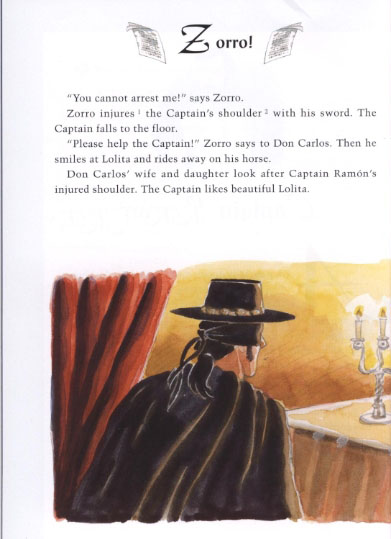 Zorro!
“You cannot arrest me!” says Zorro.
Zorro injures 1 the Captain’s shoulder 2 with his sword. The
Captain falls to the floor.
“Please help the Captain!” Zorro says to Don Carlos. Then he
smiles at Lolita and rides away on his horse.
Don Carlos’ wife and daughter look after Captain Ramón’s
injured shoulder. The Captain likes beautiful Lolita.